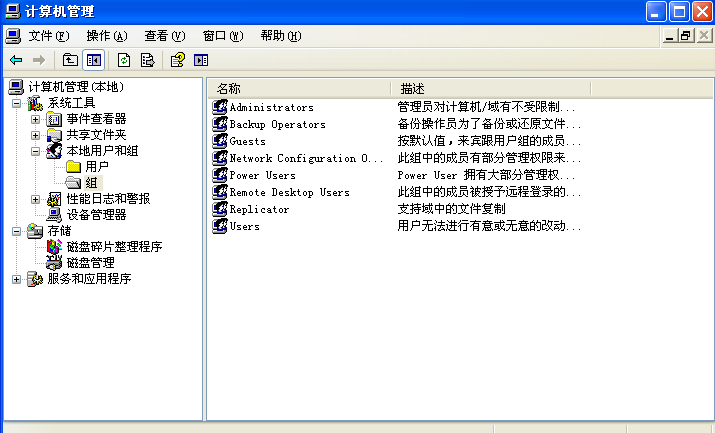 计算机管理
文件(F) 操作(A) 查看(V) 窗口(W) 帮助(H)
计算机管理(本地)
系统工具
事件查看器
共享文件夹
本地用户和组
用户
组
性能日志和警报
设备管理器
存储
磁盘碎片整理程序
磁盘管理
服务和应用程序
名称 描述
Administrators 管理员对计算机/域有不受限制...
Backup Operators 备份操作员为了备份或还原文件...
Guests 按默认值，来宾跟用户组的成员...
Network Configuration O... 此组中的成员有部分管理权限来...
Power Users Power User 拥有大部分管理权...
Remote Desktop Users 此组中的成员被授予远程登录的...
Replicator 支持域中的文件复制
Users 用户无法进行有意或无意的改动...